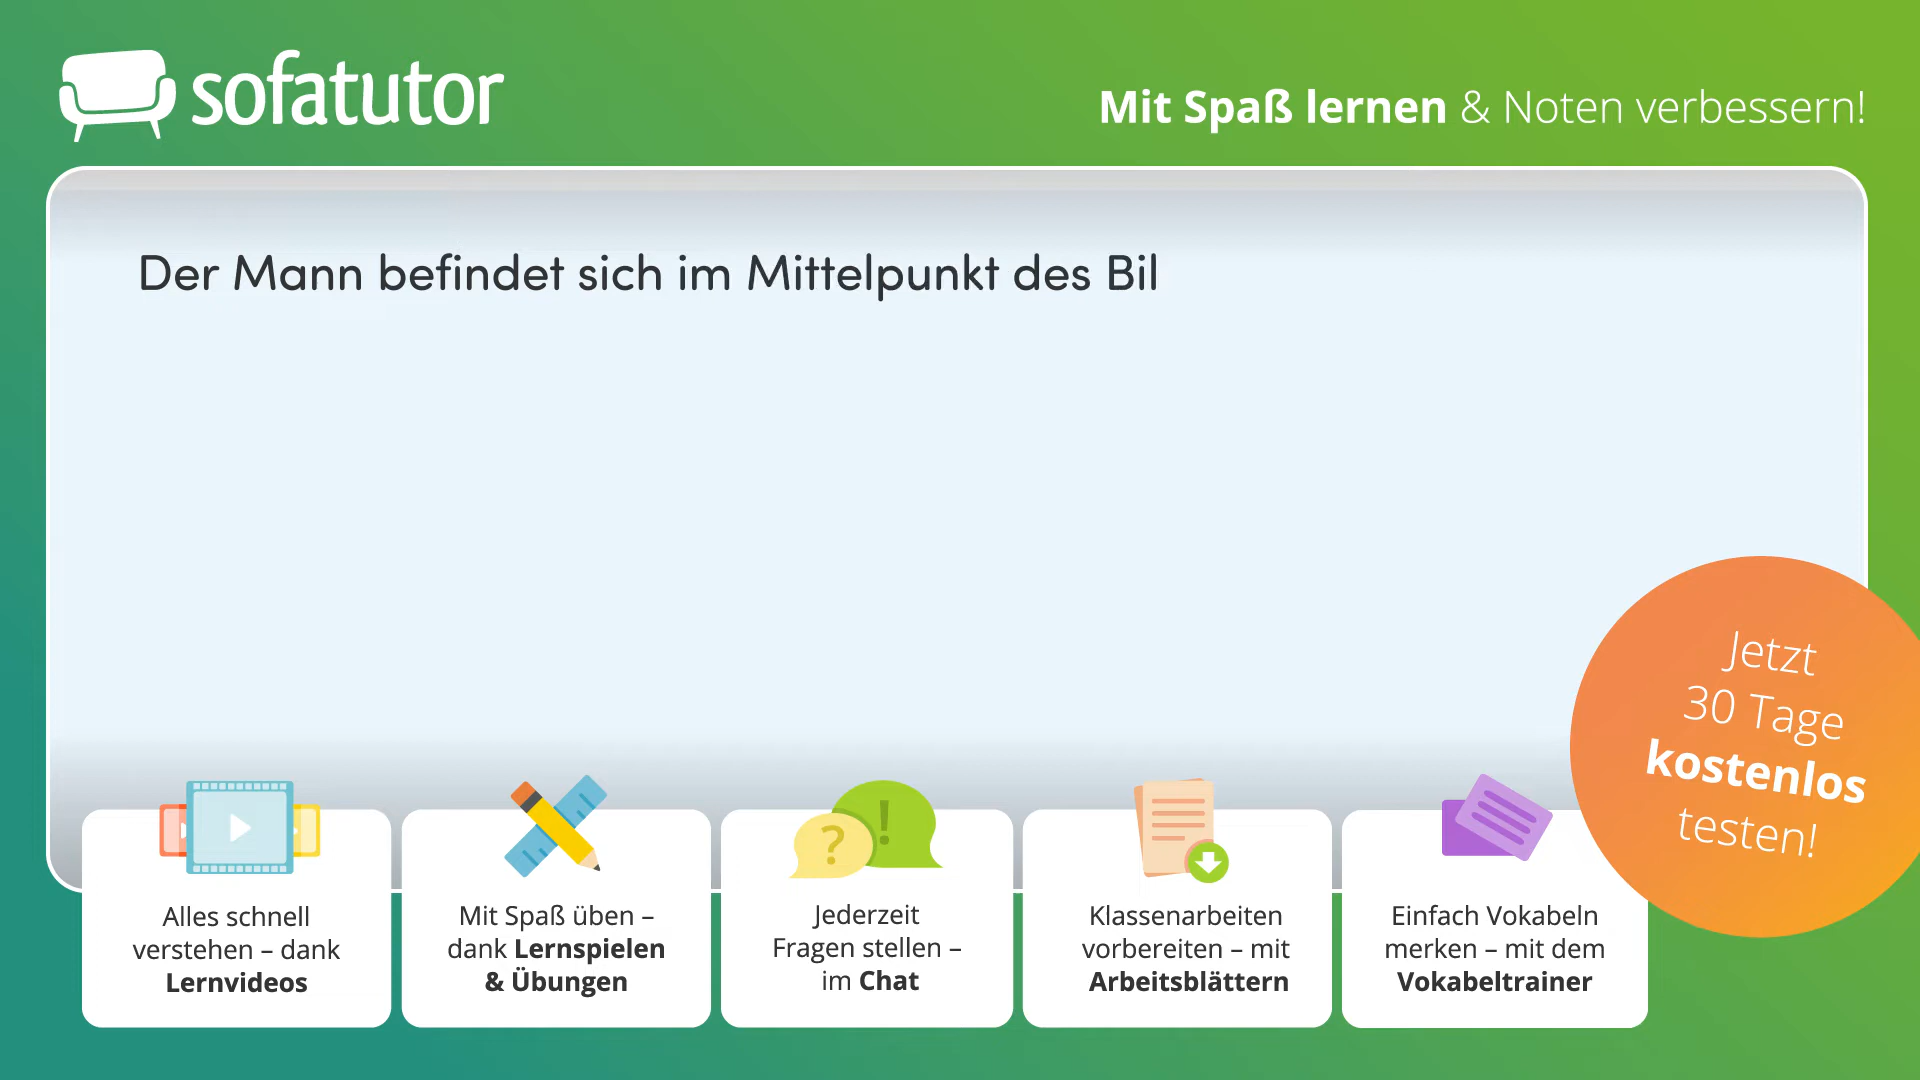 sofatutor
Mit Spaß lernen & Noten verbessern!
Der Mann befindet sich im Mittelpunkt des Bil
Jetzt
30 Tage
kostenlos
testen!
Alles schnell
verstehen – dank
Lernvideos
Mit Spaß üben –
dank Lernspielen
& Übungen
?
!
Jederzeit
Fragen stellen –
im Chat
Klassenarbeiten
vorbereiten – mit
Arbeitsblättern
Einfach Vokabeln
merken – mit dem
Vokabeltrainer